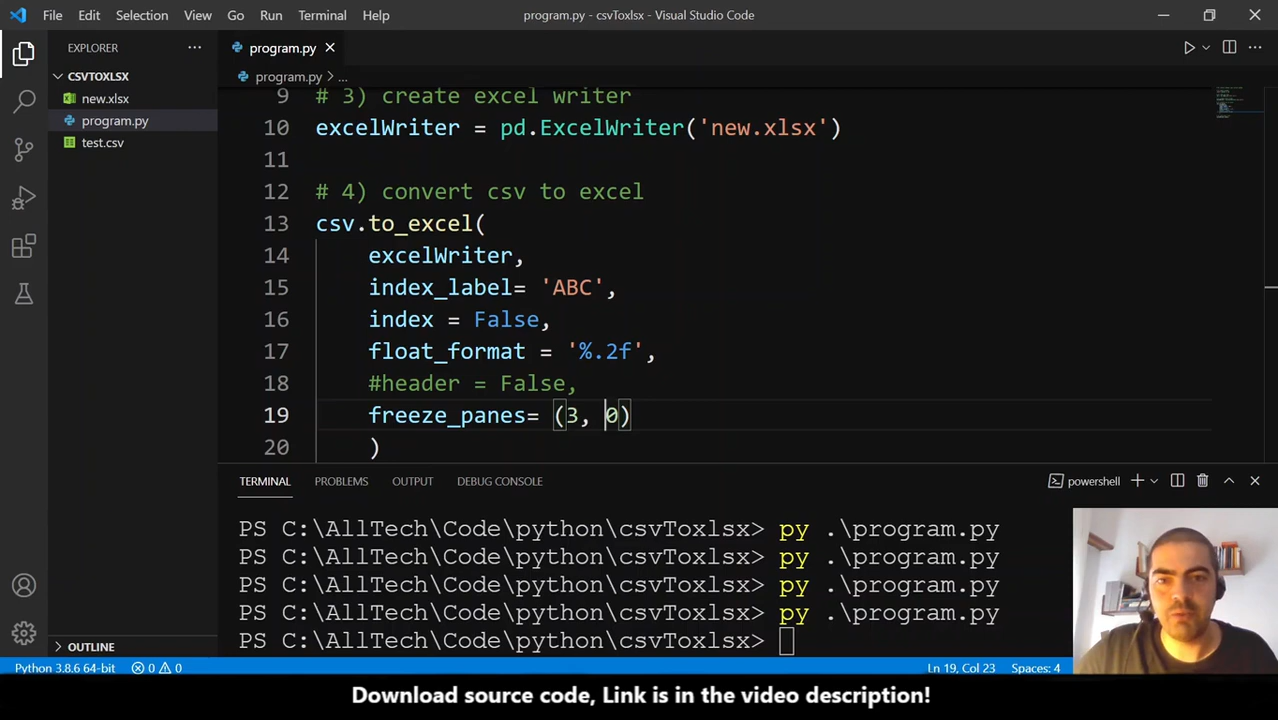 File Edit Selection View Go Run Terminal Help program.py - csvToxlsx - Visual Studio Code
EXPLORER
program.py
CSVTOXLSX
program.py > ...
new.xlsx
program.py
test.csv
9 # 3) create excel writer
10 excelWriter = pd.ExcelWriter('new.xlsx')
11
12 # 4) convert csv to excel
13 csv.to_excel(
14 excelWriter,
15 index_label= 'ABC',
16 index = False,
17 float_format = '%.2f',
18 #header = False,
19 freeze_panes= (3, 0)
20 )
TERMINAL PROBLEMS OUTPUT DEBUG CONSOLE powershell
PS C:\AllTech\Code\python\csvToxlsx> py .\program.py
PS C:\AllTech\Code\python\csvToxlsx> py .\program.py
PS C:\AllTech\Code\python\csvToxlsx> py .\program.py
PS C:\AllTech\Code\python\csvToxlsx> py .\program.py
PS C:\AllTech\Code\python\csvToxlsx>
OUTLINE
Python 3.8.6 64-bit 0 0 Ln 19, Col 23 Spaces: 4
Download source code, Link is in the video description!